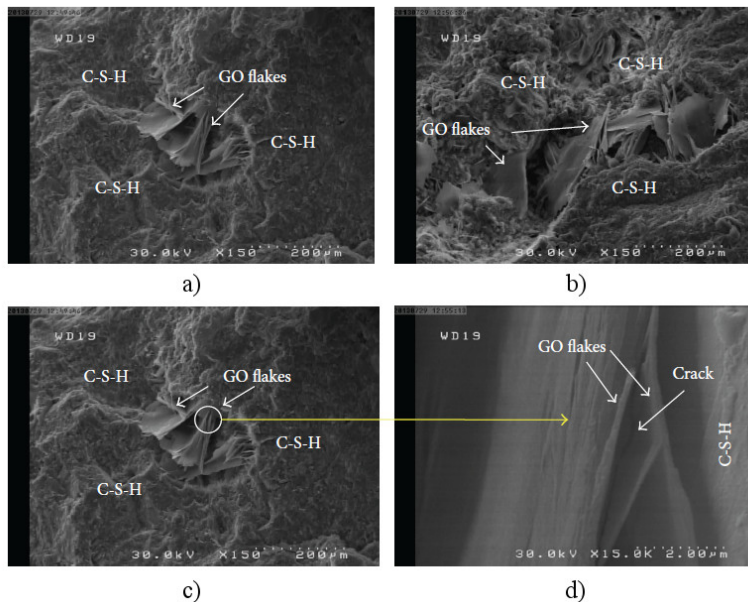 WD19
C-S-H
GO flakes
C-S-H
C-S-H
30.0kV X150 200μm
a)
WD19
C-S-H
C-S-H
GO flakes
C-S-H
30.0kV X150 200μm
b)
WD19
C-S-H
GO flakes
C-S-H
C-S-H
30.0kV X150 200μm
c)
WD19
GO flakes
Crack
C-S-H
30.0kV X15.0K 2.00μm
d)